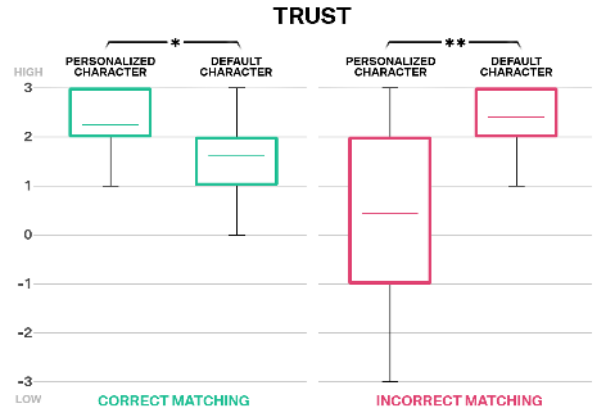 TRUST
* **
HIGH
PERSONALIZED CHARACTER
DEFAULT CHARACTER
PERSONALIZED CHARACTER
DEFAULT CHARACTER
3
2
1
0
-1
-2
-3
LOW
CORRECT MATCHING
INCORRECT MATCHING